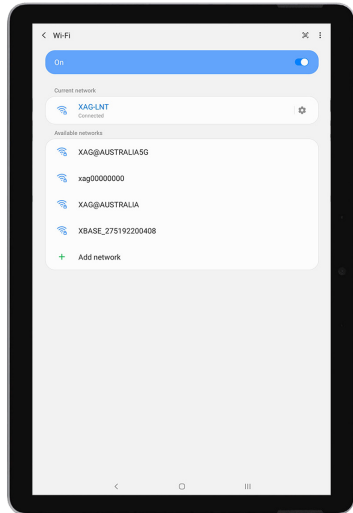 Wi-Fi
On
Current network
XAG-LNT
Connected
Available networks
XAG@AUSTRALIA5G
xag00000000
XAG@AUSTRALIA
XBASE_275192200408
Add network